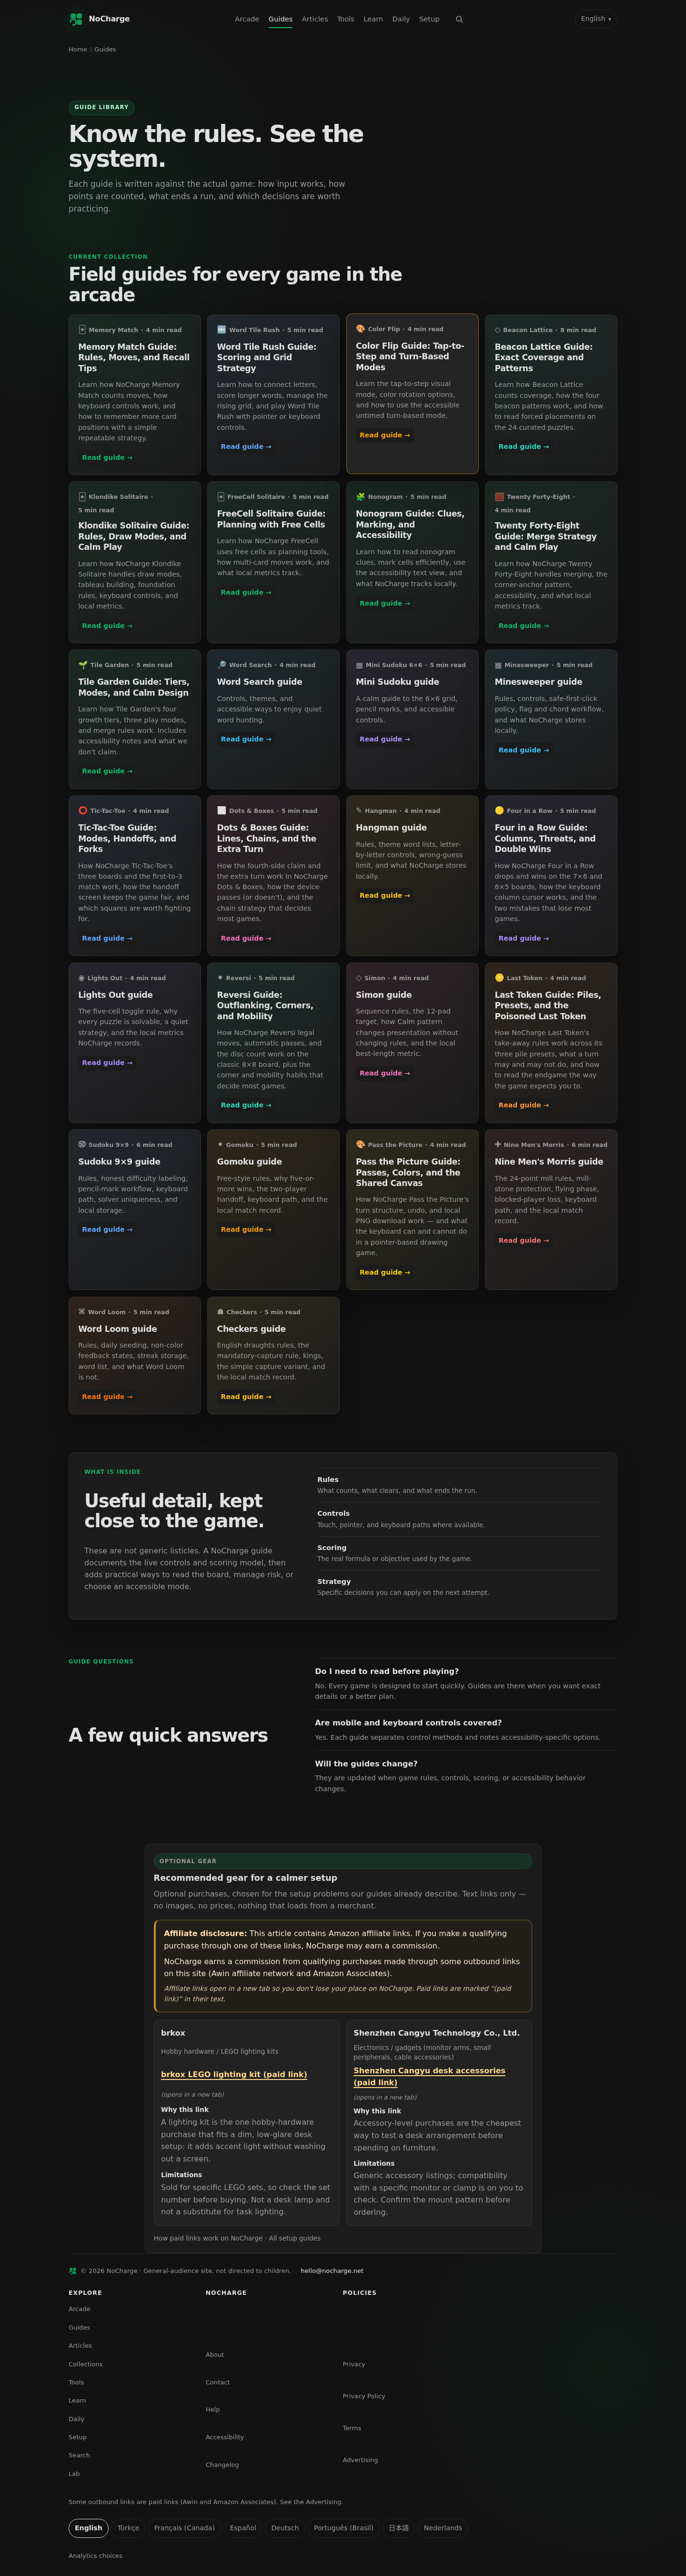 NoCharge
Arcade Guides Articles Tools Learn Daily Setup
English ▾
Home / Guides
GUIDE LIBRARY
Know the rules. See the
system.
Each guide is written against the actual game: how input works, how
points are counted, what ends a run, and which decisions are worth
practicing.
CURRENT COLLECTION
Field guides for every game in the
arcade
Memory Match · 4 min read
Memory Match Guide:
Rules, Moves, and Recall
Tips
Learn how NoCharge Memory
Match counts moves, how
keyboard controls work, and
how to remember more card
positions with a simple
repeatable strategy.
Read guide →
Word Tile Rush · 5 min read
Word Tile Rush Guide:
Scoring and Grid
Strategy
Learn how to connect letters,
score longer words, manage the
rising grid, and play Word Tile
Rush with pointer or keyboard
controls.
Read guide →
Color Flip · 4 min read
Color Flip Guide: Tap-to-
Step and Turn-Based
Modes
Learn the tap-to-step visual
mode, color rotation options,
and how to use the accessible
untimed turn-based mode.
Read guide →
Beacon Lattice · 8 min read
Beacon Lattice Guide:
Exact Coverage and
Patterns
Learn how Beacon Lattice
counts coverage, how the four
beacon patterns work, and how
to read forced placements on
the 24 curated puzzles.
Read guide →
Klondike Solitaire ·
5 min read
Klondike Solitaire Guide:
Rules, Draw Modes, and
Calm Play
Learn how NoCharge Klondike
Solitaire handles draw modes,
tableau building, foundation
rules, keyboard controls, and
local metrics.
Read guide →
FreeCell Solitaire · 5 min read
FreeCell Solitaire Guide:
Planning with Free Cells
Learn how NoCharge FreeCell
uses free cells as planning tools,
how multi-card moves work, and
what local metrics track.
Read guide →
Nonogram · 5 min read
Nonogram Guide: Clues,
Marking, and
Accessibility
Learn how to read nonogram
clues, mark cells efficiently, use
the accessibility text view, and
what NoCharge tracks locally.
Read guide →
Twenty Forty-Eight ·
4 min read
Twenty Forty-Eight
Guide: Merge Strategy
and Calm Play
Learn how NoCharge Twenty
Forty-Eight handles merging, the
corner-anchor pattern,
accessibility, and what local
metrics track.
Read guide →
Tile Garden · 5 min read
Tile Garden Guide: Tiers,
Modes, and Calm Design
Learn how Tile Garden's four
growth tiers, three play modes,
and merge rules work. Includes
accessibility notes and what we
don't claim.
Read guide →
Word Search · 4 min read
Word Search guide
Controls, themes, and
accessible ways to enjoy quiet
word hunting.
Read guide →
Mini Sudoku 6×6 · 5 min read
Mini Sudoku guide
A calm guide to the 6×6 grid,
pencil marks, and accessible
controls.
Read guide →
Minesweeper · 5 min read
Minesweeper guide
Rules, controls, safe-first-click
policy, flag and chord workflow,
and what NoCharge stores
locally.
Read guide →
Tic-Tac-Toe · 4 min read
Tic-Tac-Toe Guide:
Modes, Handoffs, and
Forks
How NoCharge Tic-Tac-Toe's
three boards and the first-to-3
match work, how the handoff
screen keeps the game fair, and
which squares are worth fighting
for.
Read guide →
Dots & Boxes · 5 min read
Dots & Boxes Guide:
Lines, Chains, and the
Extra Turn
How the fourth-side claim and
the extra turn work in NoCharge
Dots & Boxes, how the device
passes (or doesn't), and the
chain strategy that decides
most games.
Read guide →
Hangman · 4 min read
Hangman guide
Rules, theme word lists, letter-
by-letter controls, wrong-guess
limit, and what NoCharge stores
locally.
Read guide →
Four in a Row · 5 min read
Four in a Row Guide:
Columns, Threats, and
Double Wins
How NoCharge Four in a Row
drops and wins on the 7×6 and
6×5 boards, how the keyboard
column cursor works, and the
two mistakes that lose most
games.
Read guide →
Lights Out · 4 min read
Lights Out guide
The five-cell toggle rule, why
every puzzle is solvable, a quiet
strategy, and the local metrics
NoCharge records.
Read guide →
Reversi · 5 min read
Reversi Guide:
Outflanking, Corners,
and Mobility
How NoCharge Reversi legal
moves, automatic passes, and
the disc count work on the
classic 8×8 board, plus the
corner and mobility habits that
decide most games.
Read guide →
Simon · 4 min read
Simon guide
Sequence rules, the 12-pad
target, how Calm pattern
changes presentation without
changing rules, and the local
best-length metric.
Read guide →
Last Token · 4 min read
Last Token Guide: Piles,
Presets, and the
Poisoned Last Token
How NoCharge Last Token's
take-away rules work across its
three pile presets, what a turn
may and may not do, and how
to read the endgame the way
the game expects you to.
Read guide →
Sudoku 9×9 · 6 min read
Sudoku 9×9 guide
Rules, honest difficulty labeling,
pencil-mark workflow, keyboard
path, solver uniqueness, and
local storage.
Read guide →
Gomoku · 5 min read
Gomoku guide
Free-style rules, why five-or-
more wins, the two-player
handoff, keyboard path, and the
local match record.
Read guide →
Pass the Picture · 4 min read
Pass the Picture Guide:
Passes, Colors, and the
Shared Canvas
How NoCharge Pass the Picture's
turn structure, undo, and local
PNG download work — and what
the keyboard can and cannot do
in a pointer-based drawing
game.
Read guide →
Nine Men's Morris · 6 min read
Nine Men's Morris guide
The 24-point mill rules, mill-
stone protection, flying phase,
blocked-player loss, keyboard
path, and the local match
record.
Read guide →
Word Loom · 5 min read
Word Loom guide
Rules, daily seeding, non-color
feedback states, streak storage,
word list, and what Word Loom
is not.
Read guide →
Checkers · 5 min read
Checkers guide
English draughts rules, the
mandatory-capture rule, kings,
the simple capture variant, and
the local match record.
Read guide →
WHAT IS INSIDE
Useful detail, kept
close to the game.
These are not generic listicles. A NoCharge guide
documents the live controls and scoring model, then
adds practical ways to read the board, manage risk, or
choose an accessible mode.
Rules
What counts, what clears, and what ends the run.
Controls
Touch, pointer, and keyboard paths where available.
Scoring
The real formula or objective used by the game.
Strategy
Specific decisions you can apply on the next attempt.
GUIDE QUESTIONS
A few quick answers
Do I need to read before playing?
No. Every game is designed to start quickly. Guides are there when you want exact
details or a better plan.
Are mobile and keyboard controls covered?
Yes. Each guide separates control methods and notes accessibility-specific options.
Will the guides change?
They are updated when game rules, controls, scoring, or accessibility behavior
changes.
OPTIONAL GEAR
Recommended gear for a calmer setup
Optional purchases, chosen for the setup problems our guides already describe. Text links only —
no images, no prices, nothing that loads from a merchant.
Affiliate disclosure: This article contains Amazon affiliate links. If you make a qualifying
purchase through one of these links, NoCharge may earn a commission.
NoCharge earns a commission from qualifying purchases made through some outbound links
on this site (Awin affiliate network and Amazon Associates).
Affiliate links open in a new tab so you don't lose your place on NoCharge. Paid links are marked “(paid
link)” in their text.
brkox
Hobby hardware / LEGO lighting kits
brkox LEGO lighting kit (paid link)
(opens in a new tab)
Why this link
A lighting kit is the one hobby-hardware
purchase that fits a dim, low-glare desk
setup: it adds accent light without washing
out a screen.
Limitations
Sold for specific LEGO sets, so check the set
number before buying. Not a desk lamp and
not a substitute for task lighting.
Shenzhen Cangyu Technology Co., Ltd.
Electronics / gadgets (monitor arms, small
peripherals, cable accessories)
Shenzhen Cangyu desk accessories
(paid link)
(opens in a new tab)
Why this link
Accessory-level purchases are the cheapest
way to test a desk arrangement before
spending on furniture.
Limitations
Generic accessory listings; compatibility
with a specific monitor or clamp is on you to
check. Confirm the mount pattern before
ordering.
How paid links work on NoCharge · All setup guides
© 2026 NoCharge · General-audience site, not directed to children. hello@nocharge.net
EXPLORE
Arcade
Guides
Articles
Collections
Tools
Learn
Daily
Setup
Search
Lab
NOCHARGE
About
Contact
Help
Accessibility
Changelog
POLICIES
Privacy
Privacy Policy
Terms
Advertising
Some outbound links are paid links (Awin and Amazon Associates). See the Advertising.
English Türkçe Français (Canada) Español Deutsch Português (Brasil) 日本語 Nederlands
Analytics choices